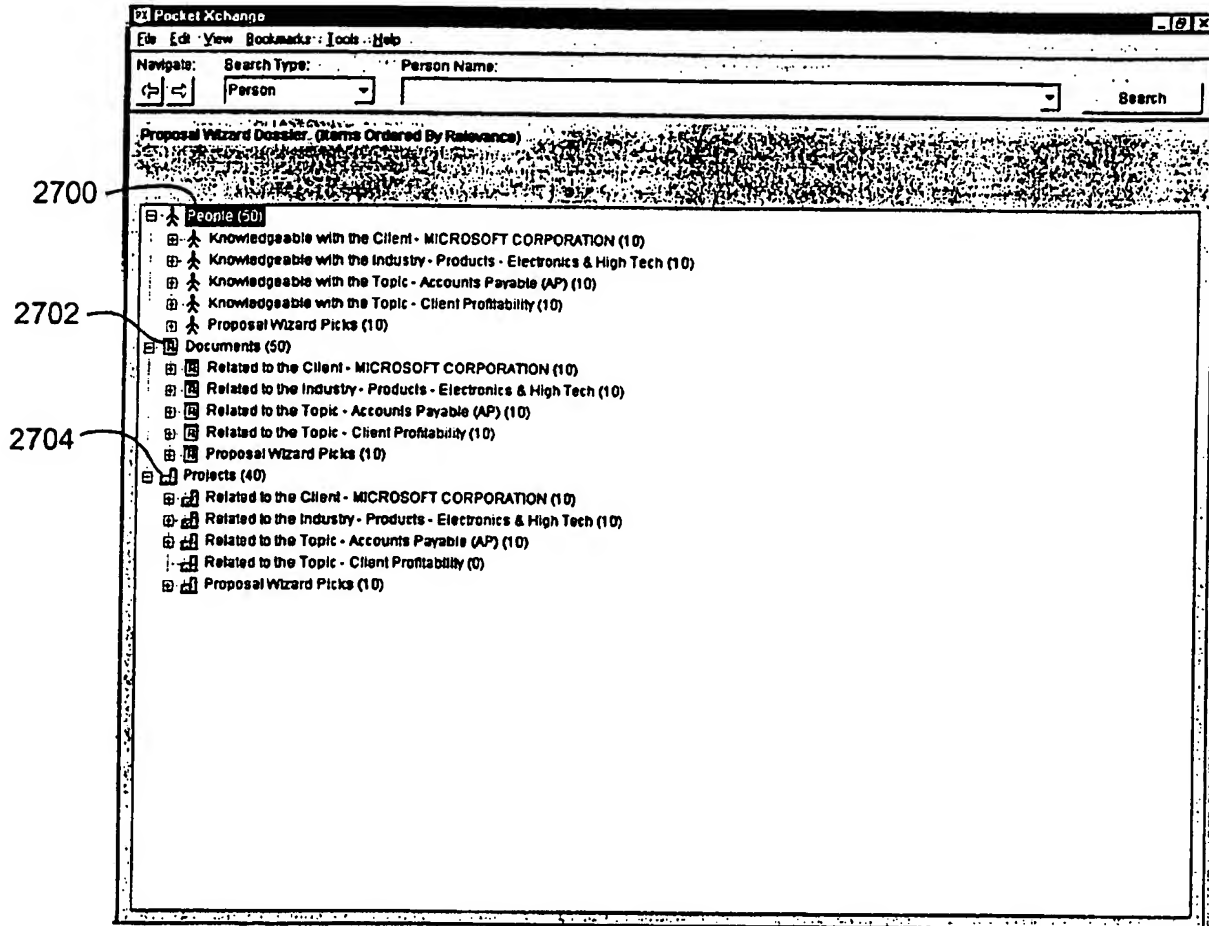 Pocket Xchange
File Edit View Bookmarks Tools Help
Navigate: Search Type: Person Name:
Person Search
Proposal Wizard Dossier. (Items Ordered By Relevance)
2700
People (50)
Knowledgeable with the Client - MICROSOFT CORPORATION (10)
Knowledgeable with the Industry - Products - Electronics & High Tech (10)
Knowledgeable with the Topic - Accounts Payable (AP) (10)
Knowledgeable with the Topic - Client Profitability (10)
2702
Proposal Wizard Picks (10)
Documents (50)
Related to the Client - MICROSOFT CORPORATION (10)
Related to the Industry - Products - Electronics & High Tech (10)
Related to the Topic - Accounts Payable (AP) (10)
2704
Related to the Topic - Client Profitability (10)
Proposal Wizard Picks (10)
Projects (40)
Related to the Client - MICROSOFT CORPORATION (10)
Related to the Industry - Products - Electronics & High Tech (10)
Related to the Topic - Accounts Payable (AP) (10)
Related to the Topic - Client Profitability (0)
Proposal Wizard Picks (10)